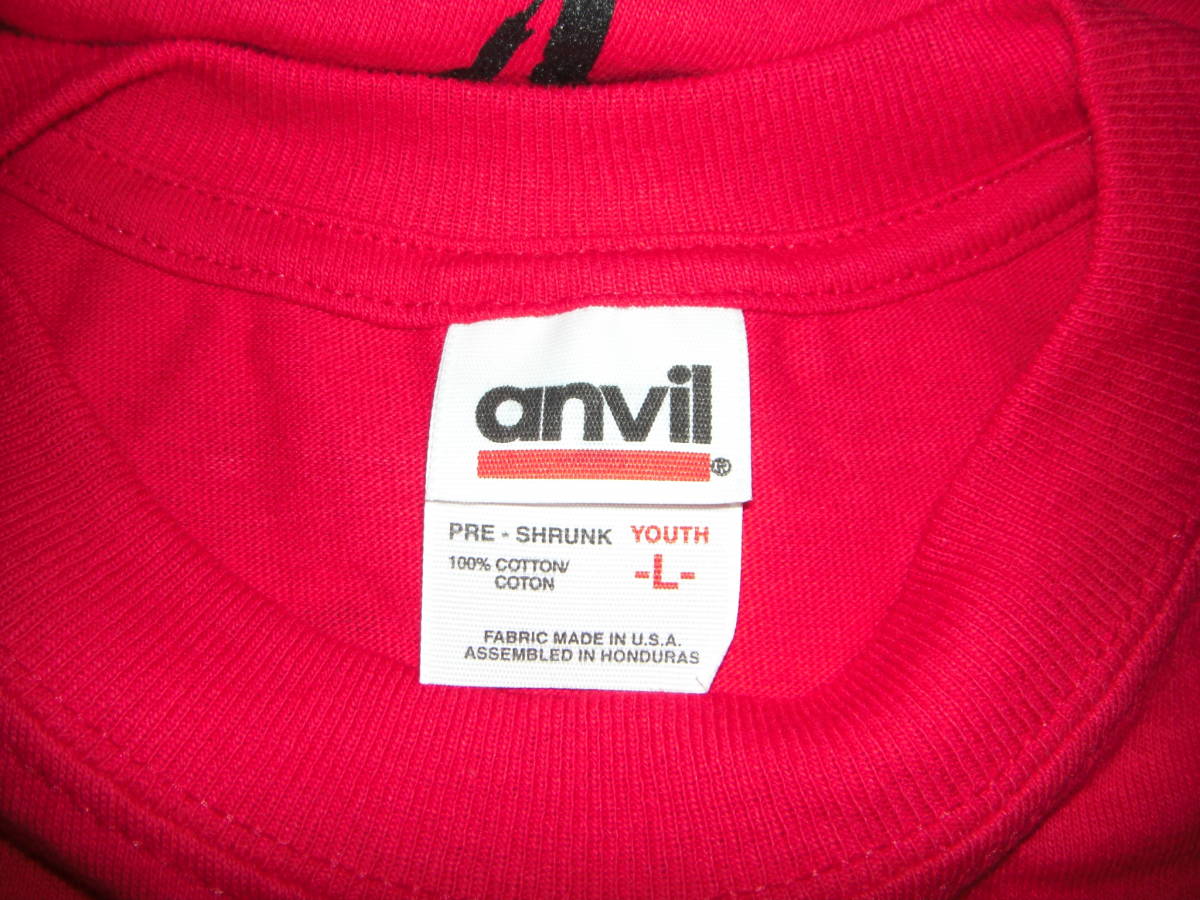 anvil
®
PRE - SHRUNK YOUTH
100% COTTON/ -L-
COTON
FABRIC MADE IN U.S.A.
ASSEMBLED IN HONDURAS